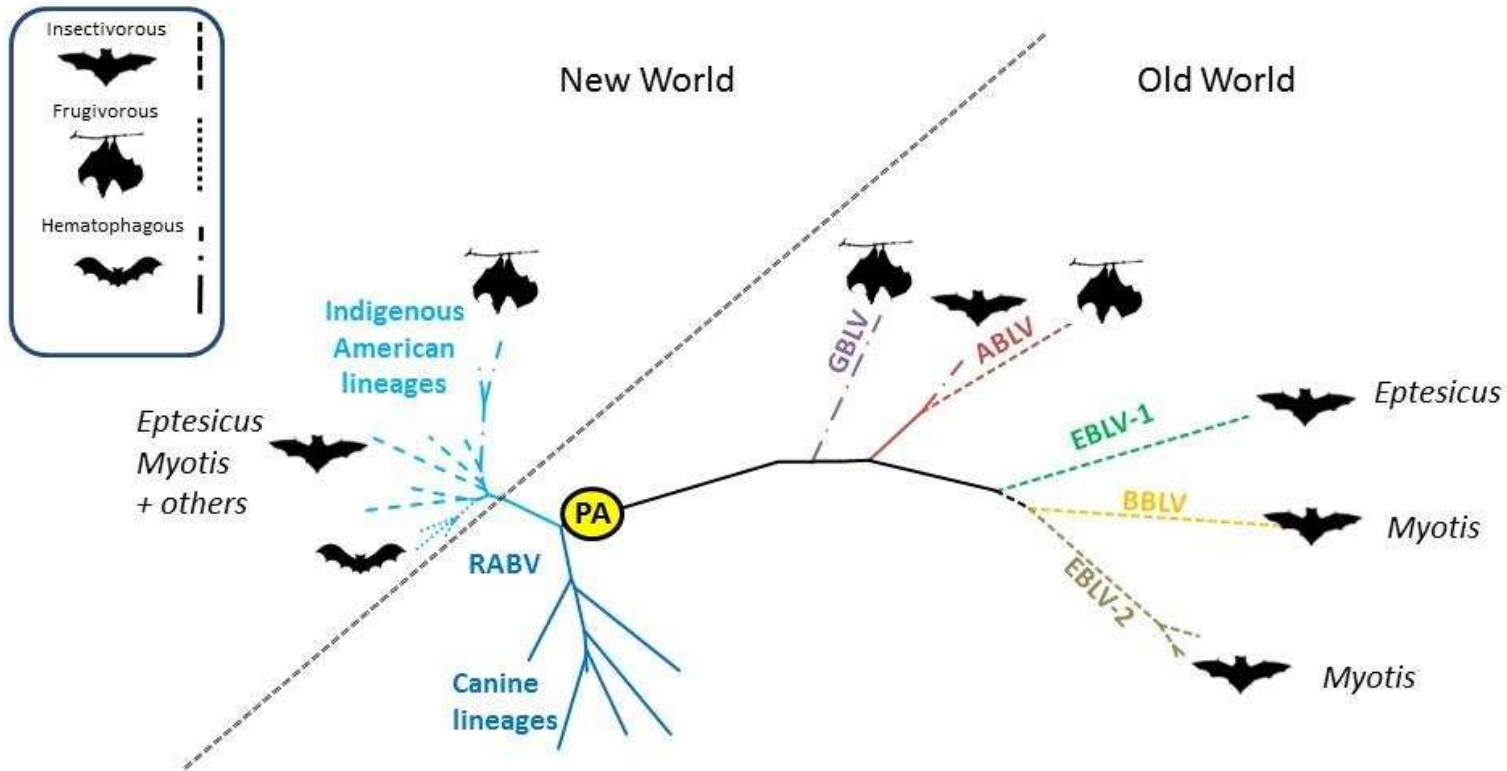 Insectivorous
Frugivorous
Hematophagous
New World
Old World
Indigenous
American
lineages
Eptesicus
Myotis
+ others
GBLV
ABLV
EBLV-1
Eptesicus
BBLV
Myotis
EBLV-2
Myotis
PA
RABV
Canine
lineages